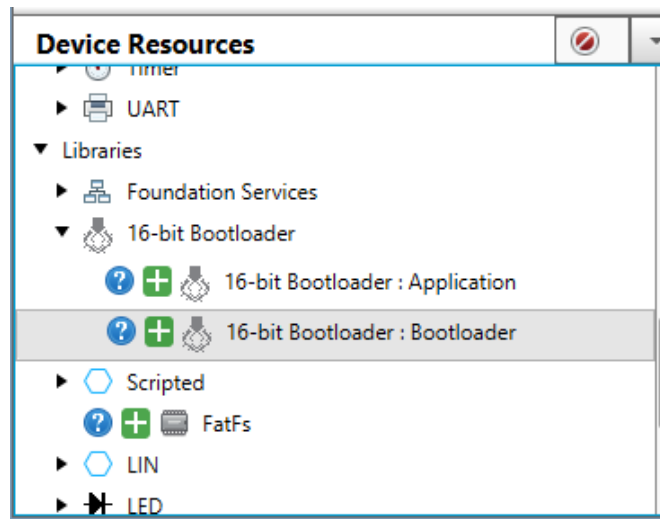 Device Resources
Timer
UART
Libraries
Foundation Services
16-bit Bootloader
16-bit Bootloader : Application
16-bit Bootloader : Bootloader
Scripted
FatFs
LIN
LED